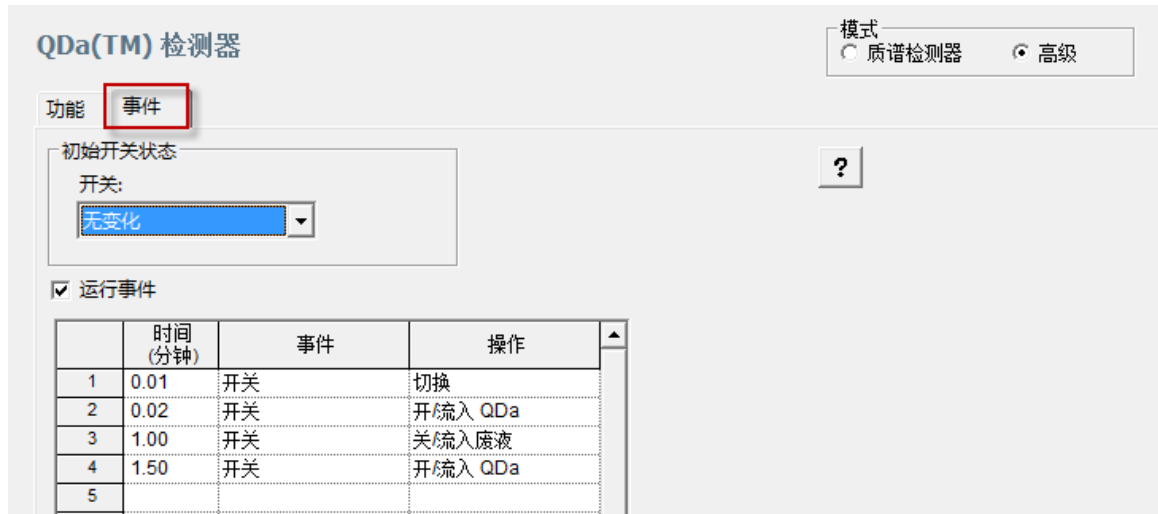 QDa(TM) 检测器
模式
质谱检测器 高级
功能 事件
初始开关状态
开关:
无变化
?
运行事件
时间 (分钟) 事件 操作
1 0.01 开关 切换
2 0.02 开关 开/流入 QDa
3 1.00 开关 关/流入废液
4 1.50 开关 开/流入 QDa
5